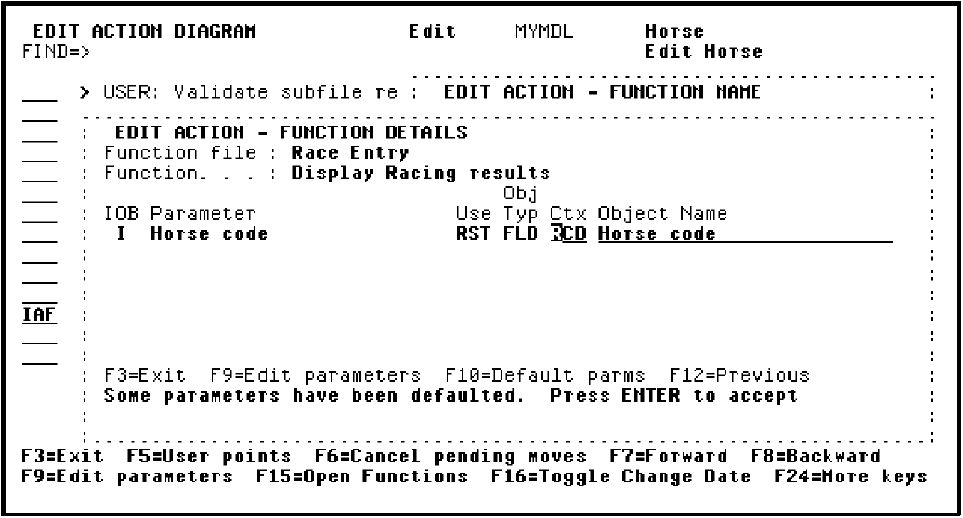 EDIT ACTION DIAGRAM Edit MYMDL Horse
FIND=> Edit Horse
> USER: Validate subfile re : EDIT ACTION - FUNCTION NAME :
EDIT ACTION - FUNCTION DETAILS
Function file : Race Entry
Function. . . : Display Racing results
Obj
IOB Parameter Use Typ Ctx Object Name
I Horse code RST FLD RCD Horse code
IAF
F3=Exit F9=Edit parameters F10=Default parms F12=Previous
Some parameters have been defaulted. Press ENTER to accept
F3=Exit F5=User points F6=Cancel pending moves F7=Forward F8=Backward
F9=Edit parameters F15=Open Functions F16=Toggle Change Date F24=More keys